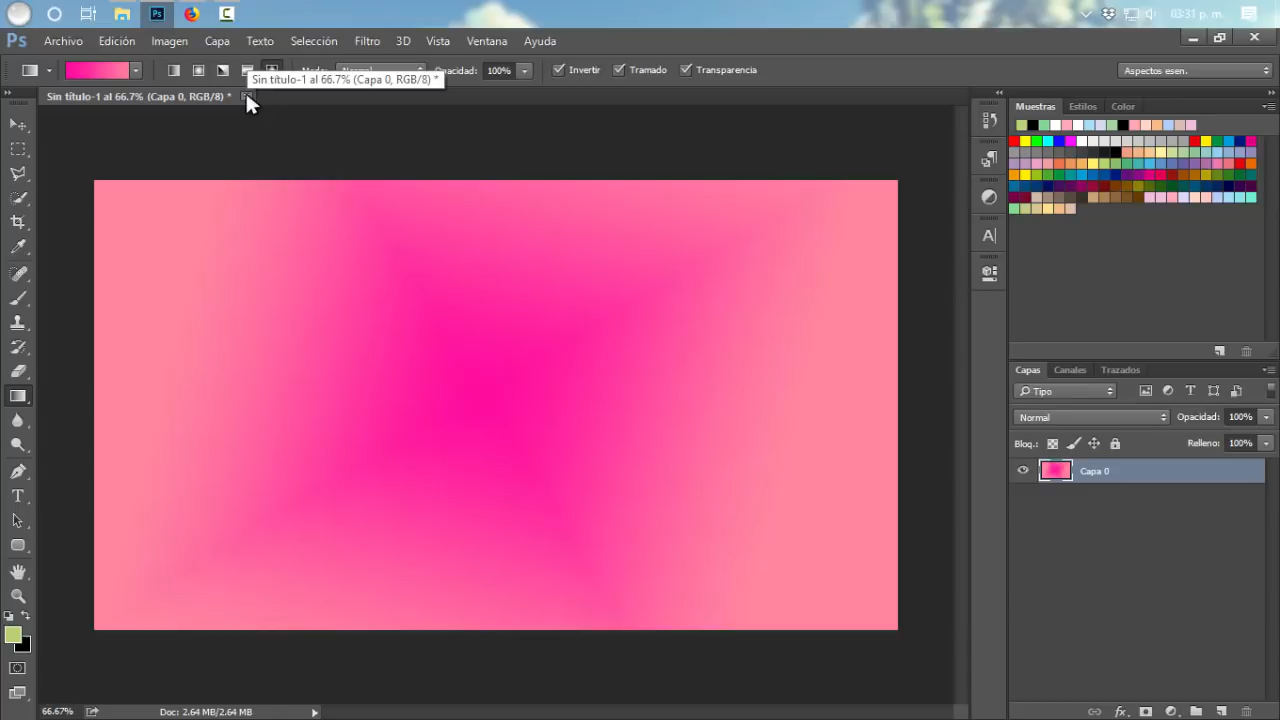 03:31 p. m.
Ps Archivo Edición Imagen Capa Texto Selección Filtro 3D Vista Ventana Ayuda
Opacidad: 100% Invertir Tramado Transparencia Aspectos esen.
Sin título-1 al 66.7% (Capa 0, RGB/8) *
Sin título-1 al 66.7% (Capa 0, RGB/8) *
Muestras Estilos Color
Capas Canales Trazados
Tipo
Normal Opacidad: 100%
Bloq.: Relleno: 100%
Capa 0
66.67% Doc: 2.64 MB/2.64 MB